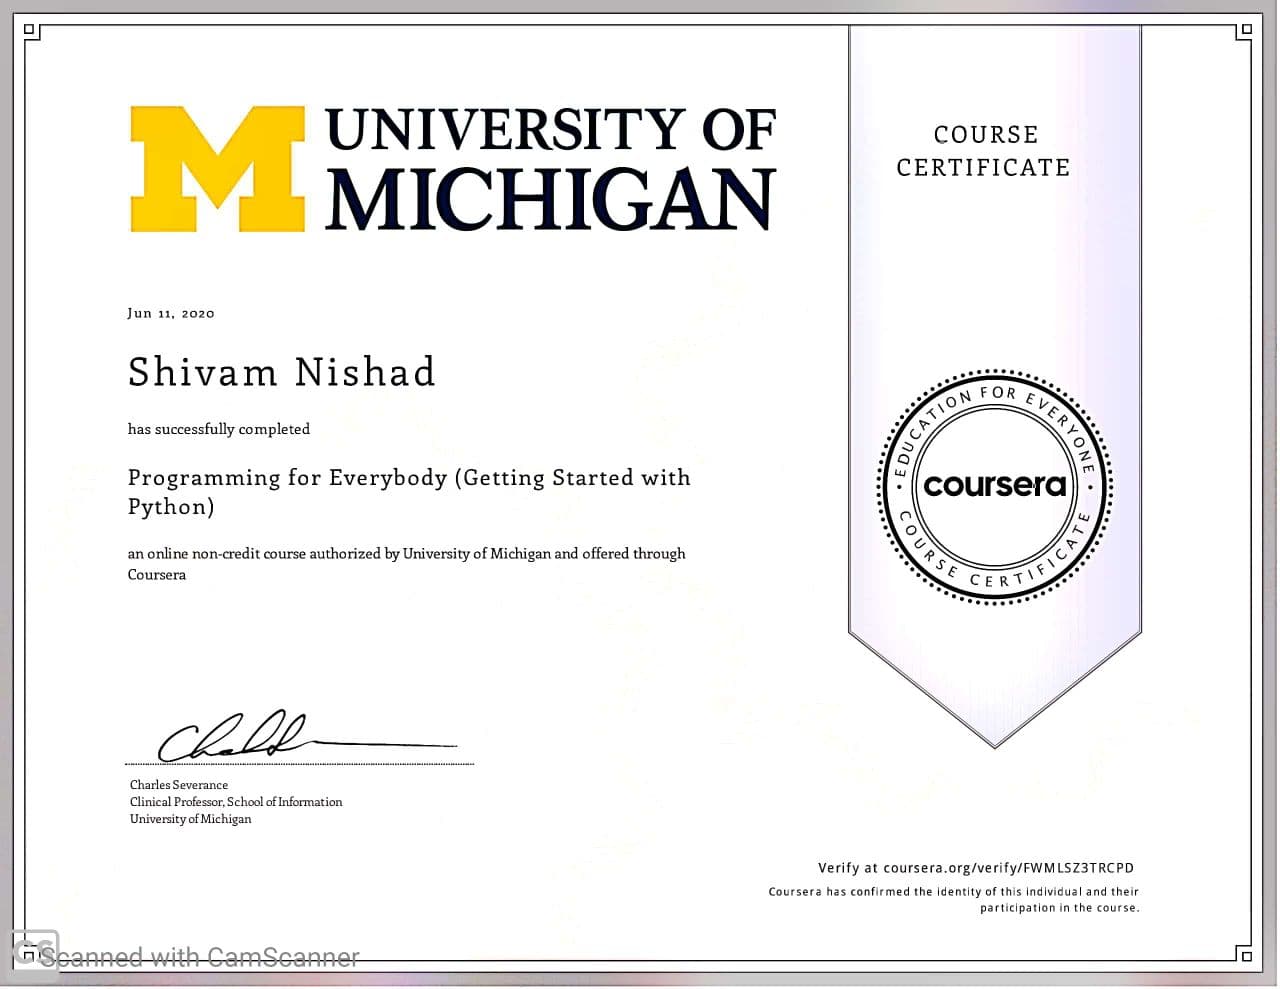 UNIVERSITY OF
MICHIGAN
COURSE
CERTIFICATE
Jun 11, 2020
Shivam Nishad
has successfully completed
Programming for Everybody (Getting Started with
Python)
an online non-credit course authorized by University of Michigan and offered through
Coursera
EDUCATION FOR EVERYONE
coursera
COURSE CERTIFICATE
Charles Severance
Clinical Professor, School of Information
University of Michigan
Verify at coursera.org/verify/FWMLSZ3TRCPD
Coursera has confirmed the identity of this individual and their
participation in the course.
CS Scanned with CamScanner